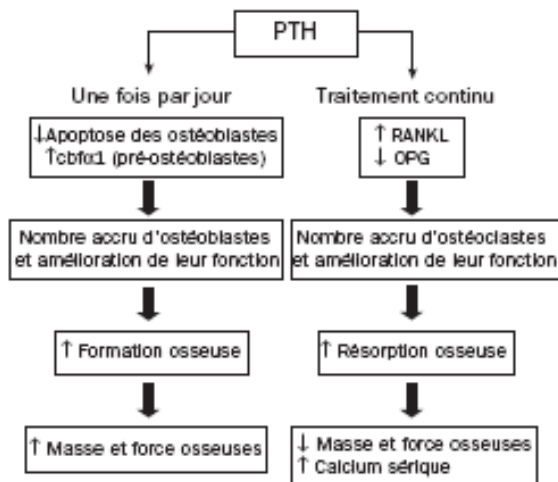 PTH
Une fois par jour
↓Apoptose des ostéoblastes
↑cbfα1 (pré-ostéoblastes)
Nombre accru d'ostéoblastes
et amélioration de leur fonction
↑ Formation osseuse
↑ Masse et force osseuses
Traitement continu
↑ RANKL
↓ OPG
Nombre accru d'ostéoclastes
et amélioration de leur fonction
↑ Résorption osseuse
↓ Masse et force osseuses
↑ Calcium sérique